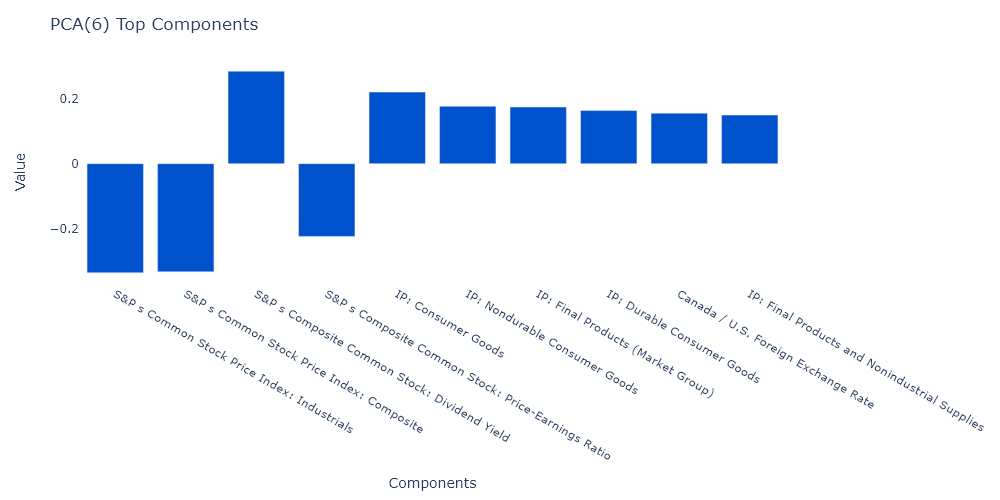 PCA(6) Top Components
Value
0.2
0
−0.2
S&P s Common Stock Price Index: Industrials
S&P s Common Stock Price Index: Composite
S&P s Composite Common Stock: Dividend Yield
S&P s Composite Common Stock: Price-Earnings Ratio
IP: Consumer Goods
IP: Nondurable Consumer Goods
IP: Final Products (Market Group)
IP: Durable Consumer Goods
Canada / U.S. Foreign Exchange Rate
IP: Final Products and Nonindustrial Supplies
Components